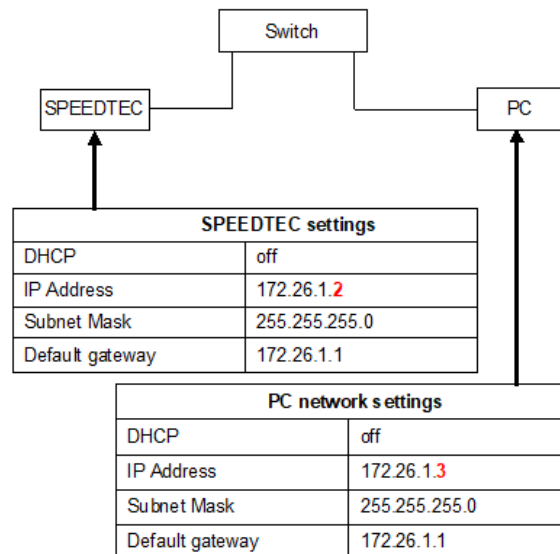 Switch
SPEEDTEC
PC
SPEEDTEC settings
DHCP off
IP Address 172.26.1.2
Subnet Mask 255.255.255.0
Default gateway 172.26.1.1
PC network settings
DHCP off
IP Address 172.26.1.3
Subnet Mask 255.255.255.0
Default gateway 172.26.1.1